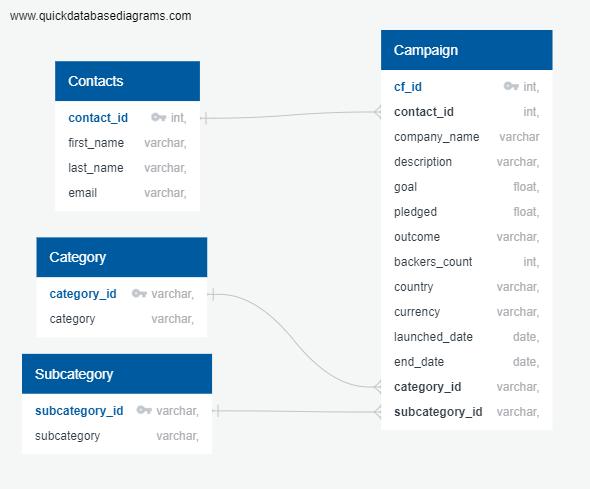 www.quickdatabasediagrams.com
Contacts
contact_id int,
first_name varchar,
last_name varchar,
email varchar,
Category
category_id varchar,
category varchar,
Subcategory
subcategory_id varchar,
subcategory varchar,
Campaign
cf_id int,
contact_id int,
company_name varchar
description varchar,
goal float,
pledged float,
outcome varchar,
backers_count int,
country varchar,
currency varchar,
launched_date date,
end_date date,
category_id varchar,
subcategory_id varchar,